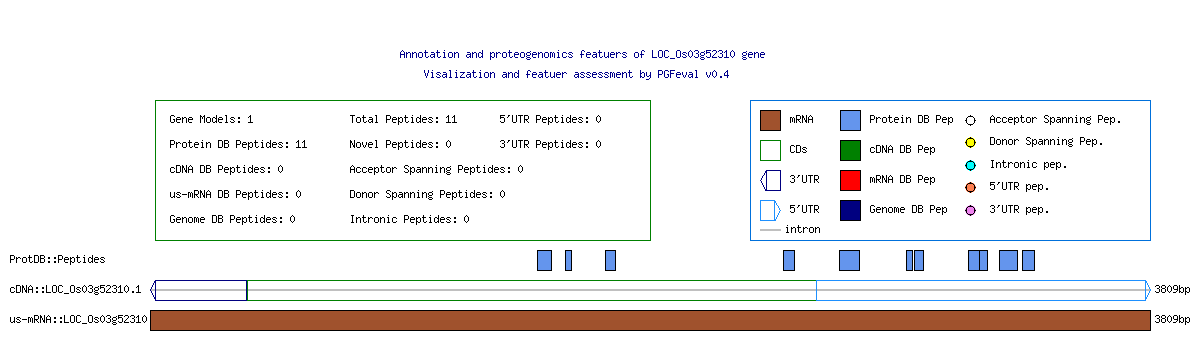 Annotation and proteogenomics featuers of LOC_Os03g52310 gene
Visalization and featuer assessment by PGFeval v0.4
Gene Models: 1
Total Peptides: 11
5'UTR Peptides: 0
Protein DB Peptides: 11
Novel Peptides: 0
3'UTR Peptides: 0
cDNA DB Peptides: 0
Acceptor Spanning Peptides: 0
us-mRNA DB Peptides: 0
Donor Spanning Peptides: 0
Genome DB Peptides: 0
Intronic Peptides: 0
mRNA
Protein DB Pep
Acceptor Spanning Pep.
CDs
cDNA DB Pep
Donor Spanning Pep.
3'UTR
mRNA DB Pep
Intronic pep.
5'UTR
Genome DB Pep
5'UTR pep.
3'UTR pep.
intron
ProtDB::Peptides
cDNA::LOC_Os03g52310.1
3809bp
us-mRNA::LOC_Os03g52310
3809bp